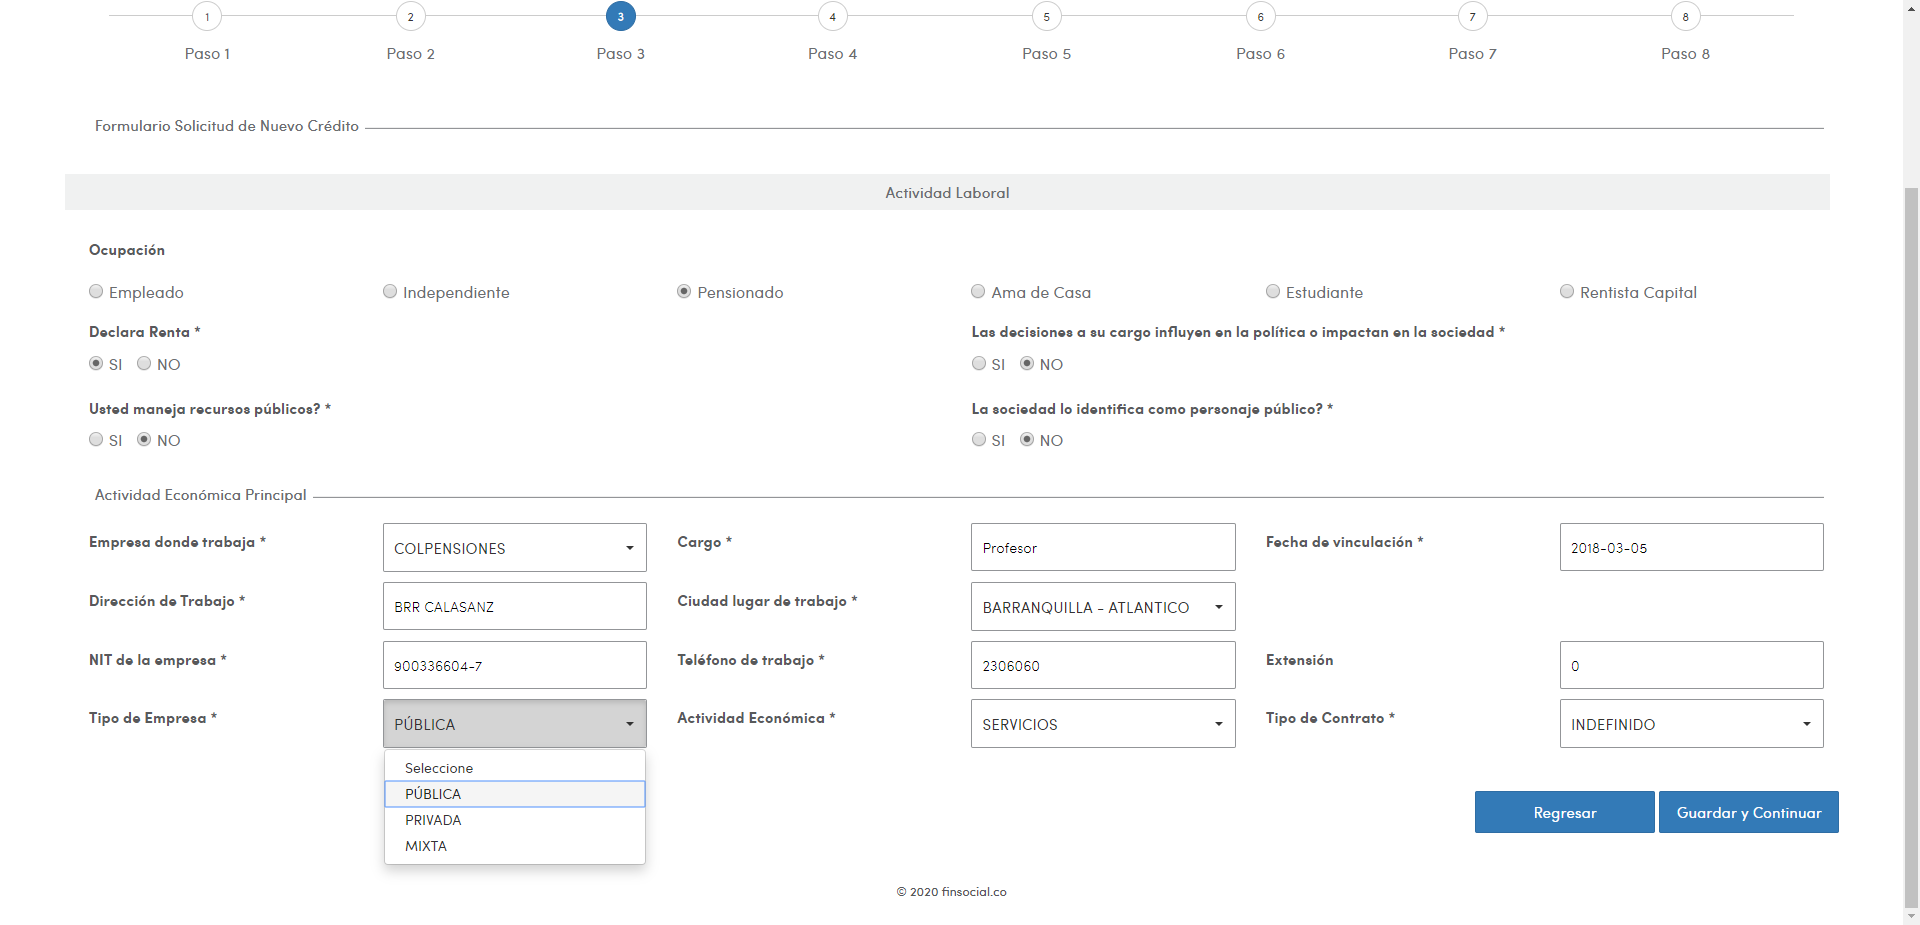 1 2 3 4 5 6 7 8
Paso 1 Paso 2 Paso 3 Paso 4 Paso 5 Paso 6 Paso 7 Paso 8
Formulario Solicitud de Nuevo Crédito
Actividad Laboral
Ocupación
Empleado Independiente Pensionado Ama de Casa Estudiante Rentista Capital
Declara Renta * Las decisiones a su cargo influyen en la política o impactan en la sociedad *
SI NO SI NO
Usted maneja recursos públicos? * La sociedad lo identifica como personaje público? *
SI NO SI NO
Actividad Económica Principal
Empresa donde trabaja * COLPENSIONES Cargo * Profesor Fecha de vinculación * 2018-03-05
Dirección de Trabajo * BRR CALASANZ Ciudad lugar de trabajo * BARRANQUILLA - ATLANTICO
NIT de la empresa * 900336604-7 Teléfono de trabajo * 2306060 Extensión 0
Tipo de Empresa * PÚBLICA Actividad Económica * SERVICIOS Tipo de Contrato * INDEFINIDO
Seleccione
PÚBLICA
PRIVADA
MIXTA
Regresar Guardar y Continuar
© 2020 finsocial.co